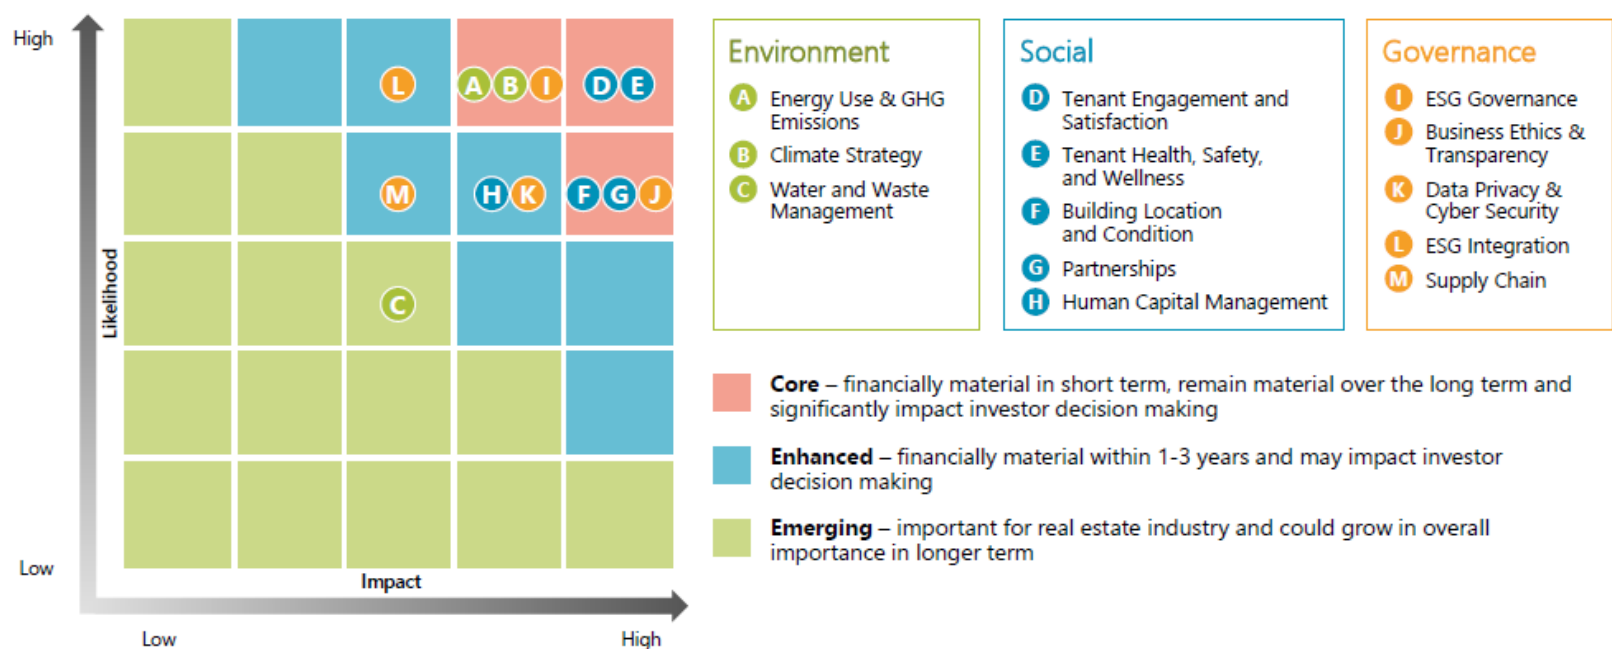 High
L
A B I
D E
M
H K
F G J
C
Likelihood
Low
Impact
Low
High
Environment
A Energy Use & GHG
Emissions
B Climate Strategy
C Water and Waste
Management
Social
D Tenant Engagement and
Satisfaction
E Tenant Health, Safety,
and Wellness
F Building Location
and Condition
G Partnerships
H Human Capital Management
Governance
I ESG Governance
J Business Ethics &
Transparency
K Data Privacy &
Cyber Security
L ESG Integration
M Supply Chain
Core – financially material in short term, remain material over the long term and
significantly impact investor decision making
Enhanced – financially material within 1-3 years and may impact investor
decision making
Emerging – important for real estate industry and could grow in overall
importance in longer term